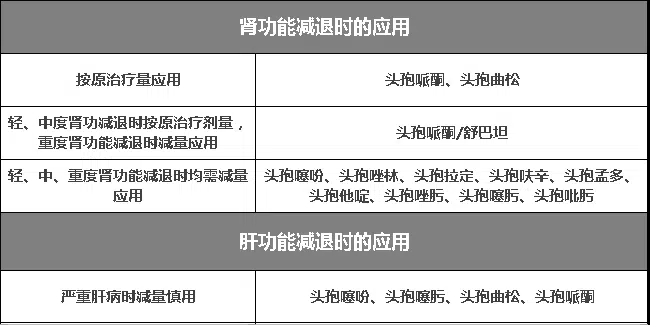 肾功能减退时的应用
按原治疗量应用
头孢哌酮、头孢曲松
轻、中度肾功减退时按原治疗剂量，
重度肾功能减退时减量应用
头孢哌酮/舒巴坦
轻、中、重度肾功能减退时均需减量
应用
头孢噻吩、头孢唑林、头孢拉定、头孢呋辛、头孢孟多、
头孢他啶、头孢唑肟、头孢噻肟、头孢吡肟
肝功能减退时的应用
严重肝病时减量慎用
头孢噻吩、头孢噻肟、头孢曲松、头孢哌酮